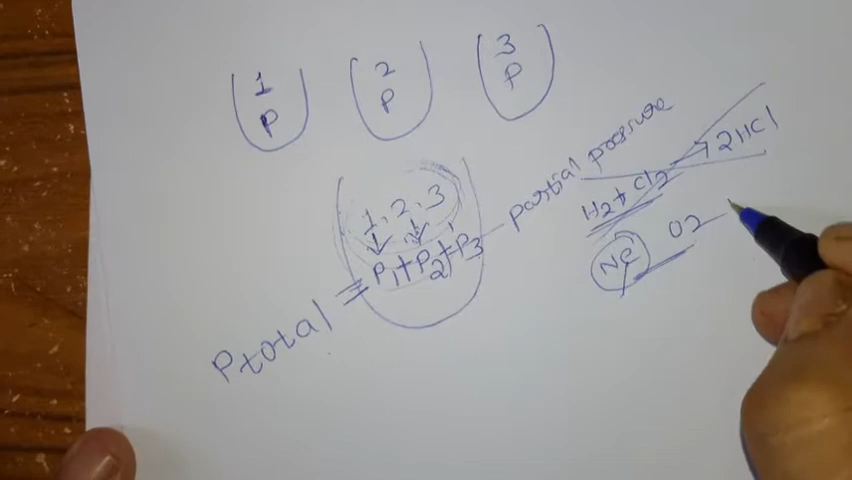 1 2 3
P P P
1, 2, 3
Ptotal = P1 + P2 + P3 partial pressure
H2 + Cl2 → 2HCl
Ne O2